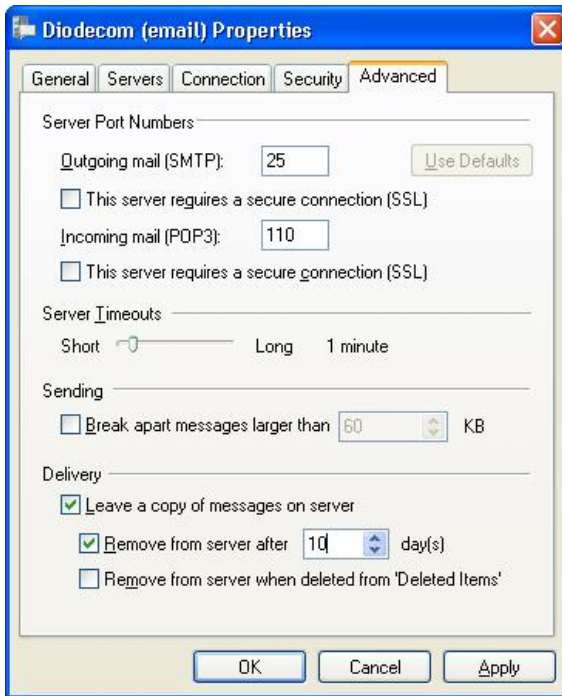 Diodecom (email) Properties
General Servers Connection Security Advanced
Server Port Numbers
Outgoing mail (SMTP): 25 Use Defaults
This server requires a secure connection (SSL)
Incoming mail (POP3): 110
This server requires a secure connection (SSL)
Server Timeouts
Short Long 1 minute
Sending
Break apart messages larger than 60 KB
Delivery
Leave a copy of messages on server
Remove from server after 10 day(s)
Remove from server when deleted from 'Deleted Items'
OK Cancel Apply